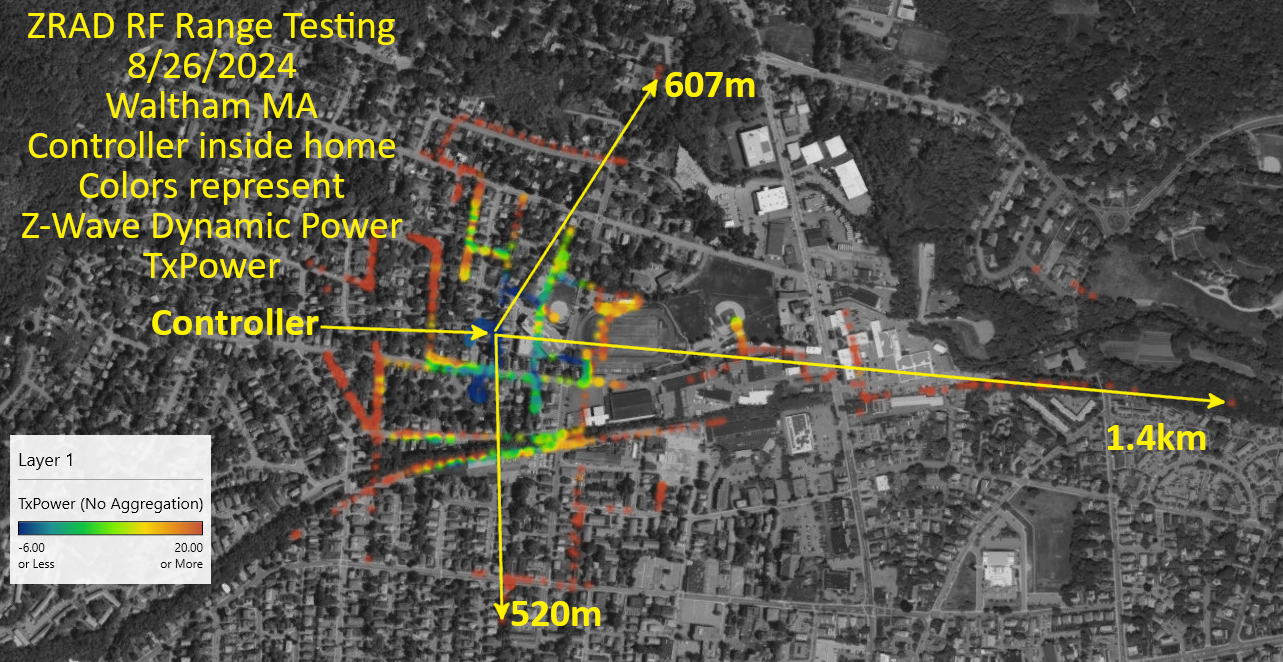 ZRAD RF Range Testing
8/26/2024
Waltham MA
Controller inside home
Colors represent
Z-Wave Dynamic Power
TxPower
607m
Controller
1.4km
520m
Layer 1
TxPower (No Aggregation)
-6.00 20.00
or Less or More